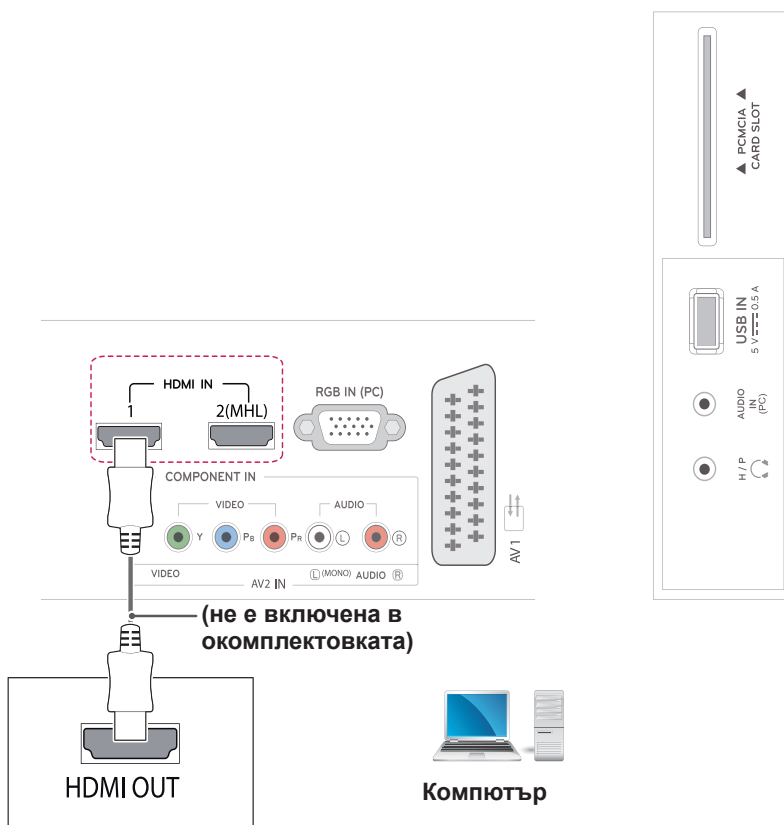 ◀ PCMCIA ▶
CARD SLOT
USB IN
5 V 0.5 A
AUDIO
IN
(PC)
H / P
HDMI IN
1
2(MHL)
RGB IN (PC)
COMPONENT IN
VIDEO
AUDIO
Y
PB
PR
L
R
VIDEO
L (MONO) AUDIO R
AV2 IN
AV1
(не е включена в
окомплектовката)
HDMI OUT
Компютър